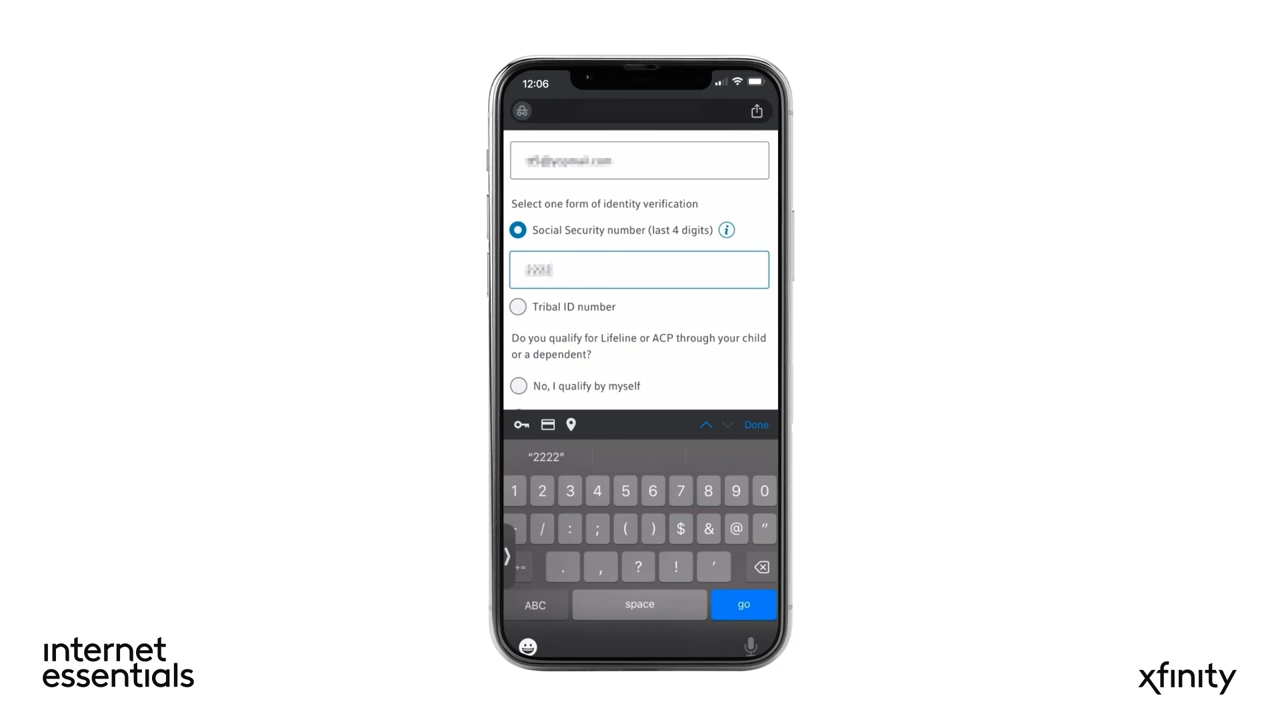 12:06
Select one form of identity verification
Social Security number (last 4 digits) i
Tribal ID number
Do you qualify for Lifeline or ACP through your child
or a dependent?
No, I qualify by myself
Done
“2222”
1 2 3 4 5 6 7 8 9 0
- / : ; ( ) $ & @ "
. , ? ! '
ABC space go
internet
essentials
xfinity